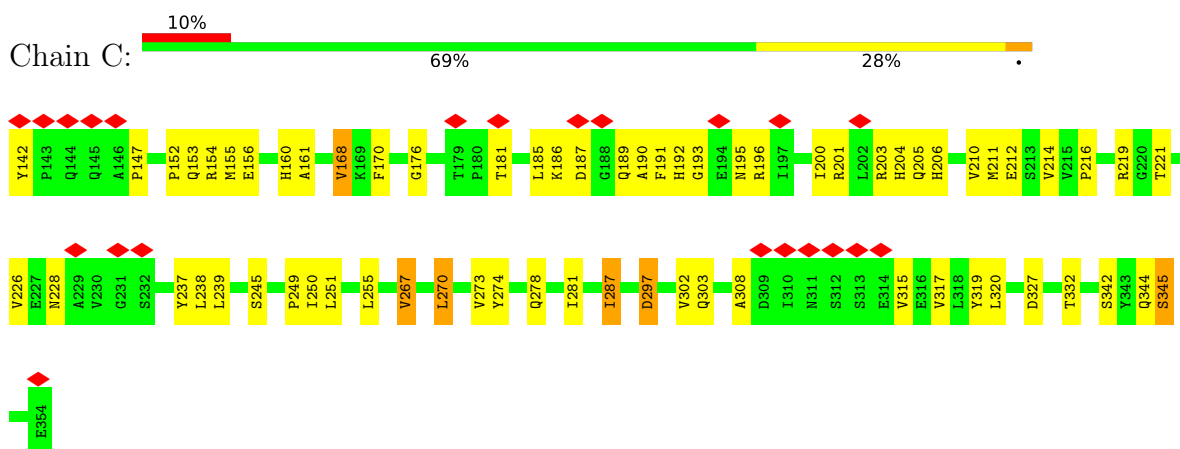 10%
Chain C:
69% 28% •
Y142 P143 Q144 Q145 A146 P147 P152 Q153 R154 M155 E156 H160 A161 V168 K169 F170 G176 T179 P180 T181 L185 K186 D187 G188 Q189 A190 F191 H192 G193 E194 N195 R196 I197 I200 R201 L202 R203 H204 Q205 H206 V210 M211 E212 S213 V214 V215 P216 R219 G220 T221
V226 E227 N228 A229 V230 G231 S232 Y237 L238 L239 S245 P249 I250 L251 L255 V267 L270 V273 Y274 Q278 I281 I287 D297 V302 Q303 A308 D309 I310 N311 S312 S313 E314 V315 E316 V317 L318 Y319 L320 D327 T332 S342 Y343 Q344 S345
E354